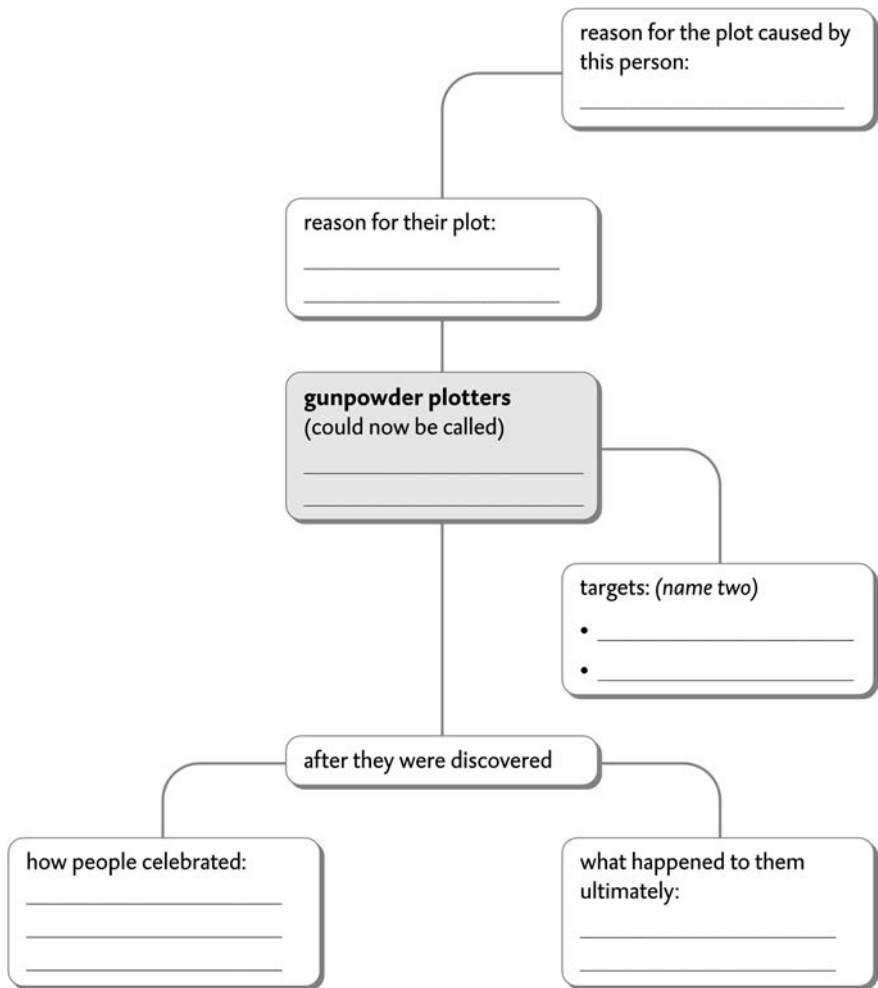 reason for the plot caused by
this person:
reason for their plot:
gunpowder plotters
(could now be called)
targets: (name two)
•
•
after they were discovered
how people celebrated:
what happened to them
ultimately: